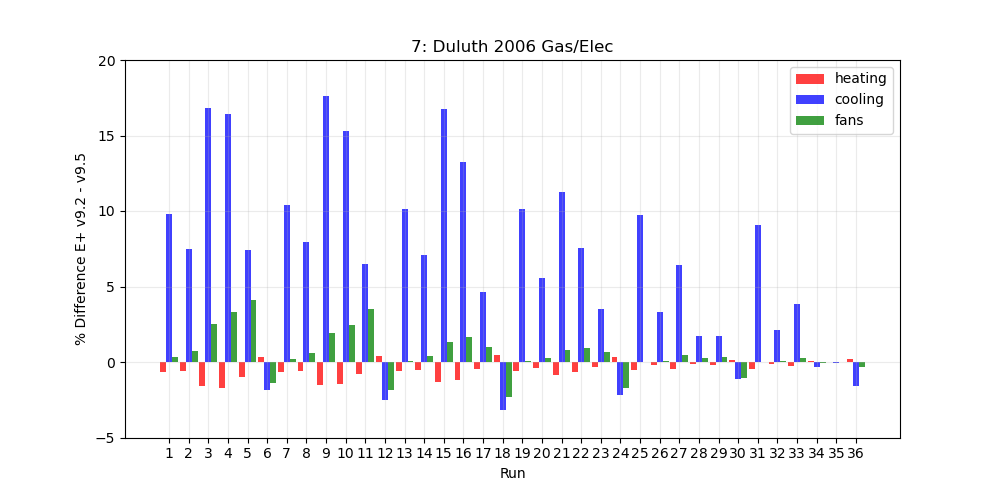 7: Duluth 2006 Gas/Elec
% Difference E+ v9.2 - v9.5
20
15
10
5
0
−5
heating
cooling
fans
1 2 3 4 5 6 7 8 9 10 11 12 13 14 15 16 17 18 19 20 21 22 23 24 25 26 27 28 29 30 31 32 33 34 35 36
Run